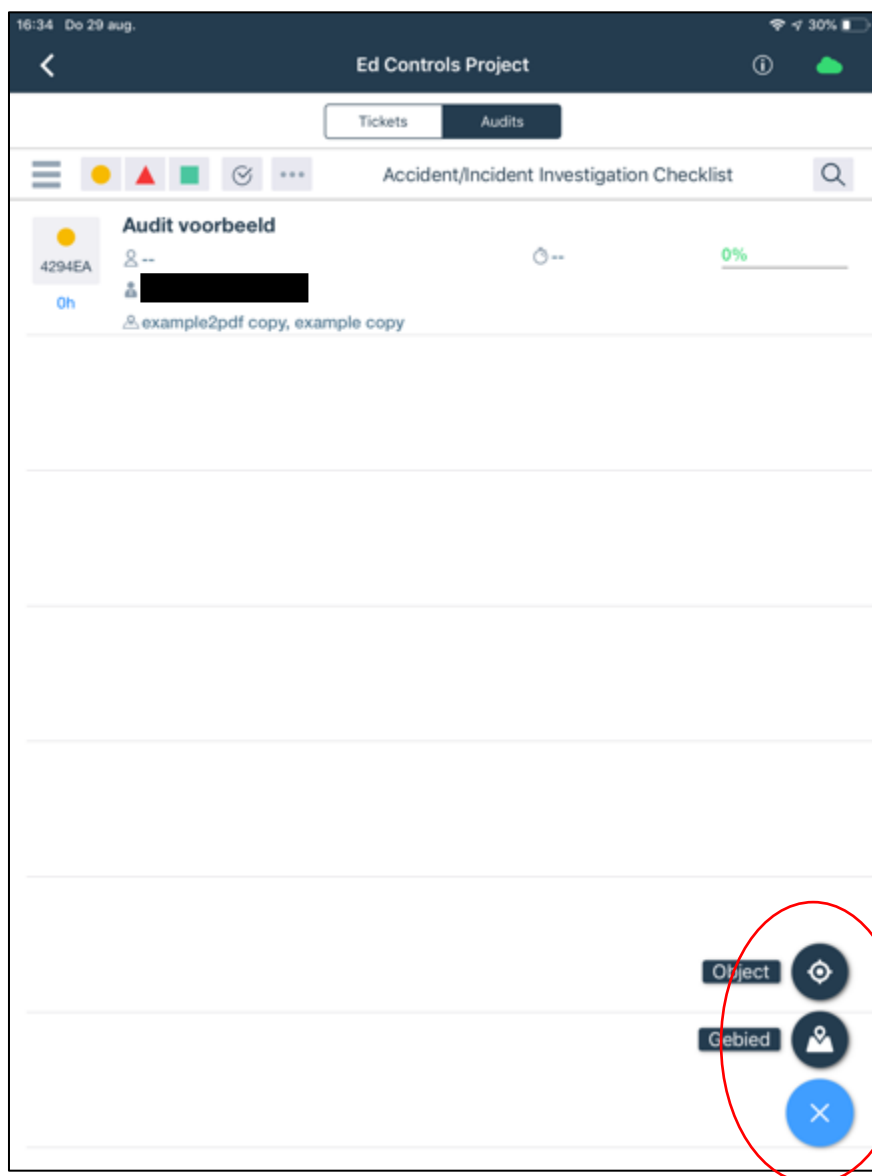 16:34 Do 29 aug. 30%
Ed Controls Project
Tickets Audits
Accident/Incident Investigation Checklist
Audit voorbeeld
4294EA -- -- 0%
0h
example2pdf copy, example copy
Object
Gebied